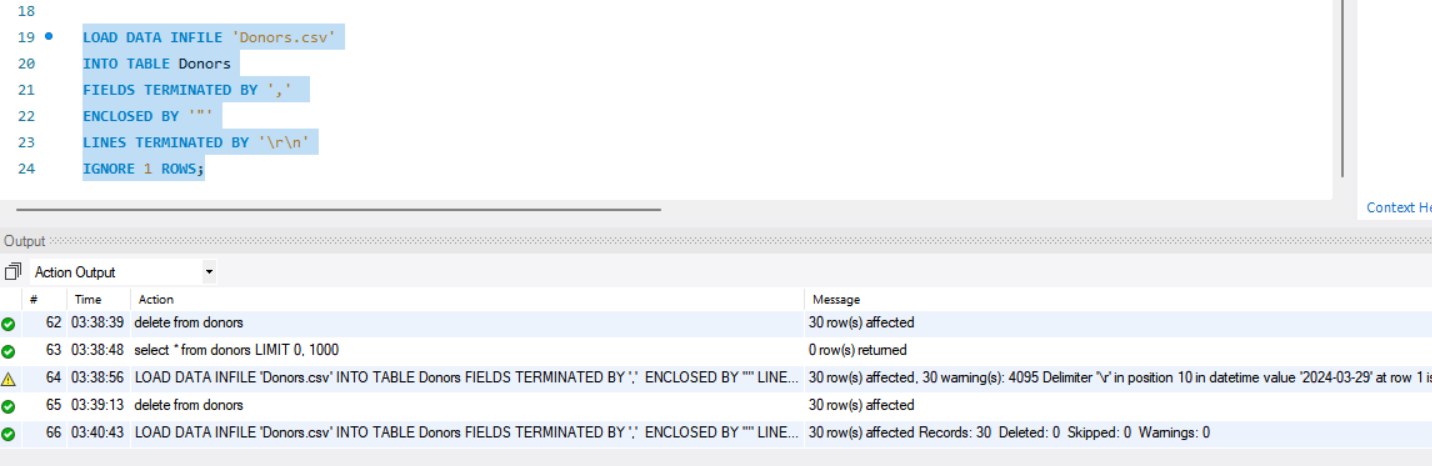 18
19 LOAD DATA INFILE 'Donors.csv'
20 INTO TABLE Donors
21 FIELDS TERMINATED BY ','
22 ENCLOSED BY '"'
23 LINES TERMINATED BY '\r\n'
24 IGNORE 1 ROWS;
Context He
Output
Action Output
# Time Action Message
62 03:38:39 delete from donors 30 row(s) affected
63 03:38:48 select * from donors LIMIT 0, 1000 0 row(s) returned
64 03:38:56 LOAD DATA INFILE 'Donors.csv' INTO TABLE Donors FIELDS TERMINATED BY ',' ENCLOSED BY '"' LINE... 30 row(s) affected, 30 warning(s): 4095 Delimiter '\r' in position 10 in datetime value '2024-03-29' at row 1 is
65 03:39:13 delete from donors 30 row(s) affected
66 03:40:43 LOAD DATA INFILE 'Donors.csv' INTO TABLE Donors FIELDS TERMINATED BY ',' ENCLOSED BY '"' LINE... 30 row(s) affected Records: 30 Deleted: 0 Skipped: 0 Warnings: 0